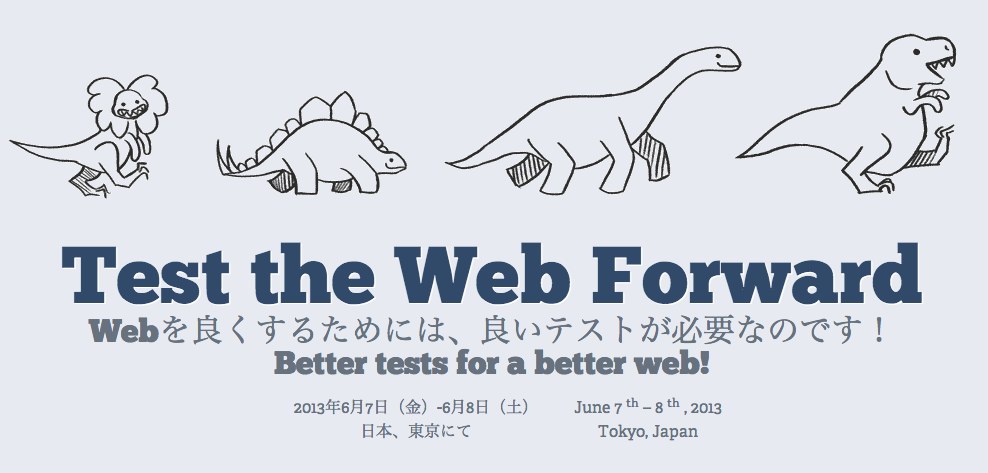 Test the Web Forward
Webを良くするためには、良いテストが必要なのです！
Better tests for a better web!
2013年6月7日（金）-6月8日（土）
日本、東京にて
June 7 th – 8 th , 2013
Tokyo, Japan